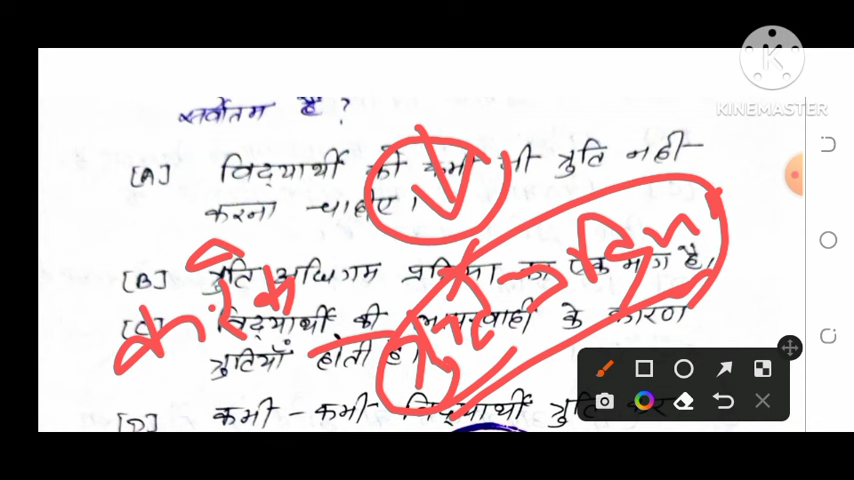 सर्वोतम है ?
KINEMASTER
[A] विद्यार्थी को कभी भी त्रुटि नही
करना चाहीए।
[B] त्रुटि अधिगम प्रक्रिया का एक भाग है।
[C] विद्यार्थी की लापरवाही के कारण
त्रुटियाँ होती है।
[D] कभी - कभी विद्यार्थी त्रुटि कर